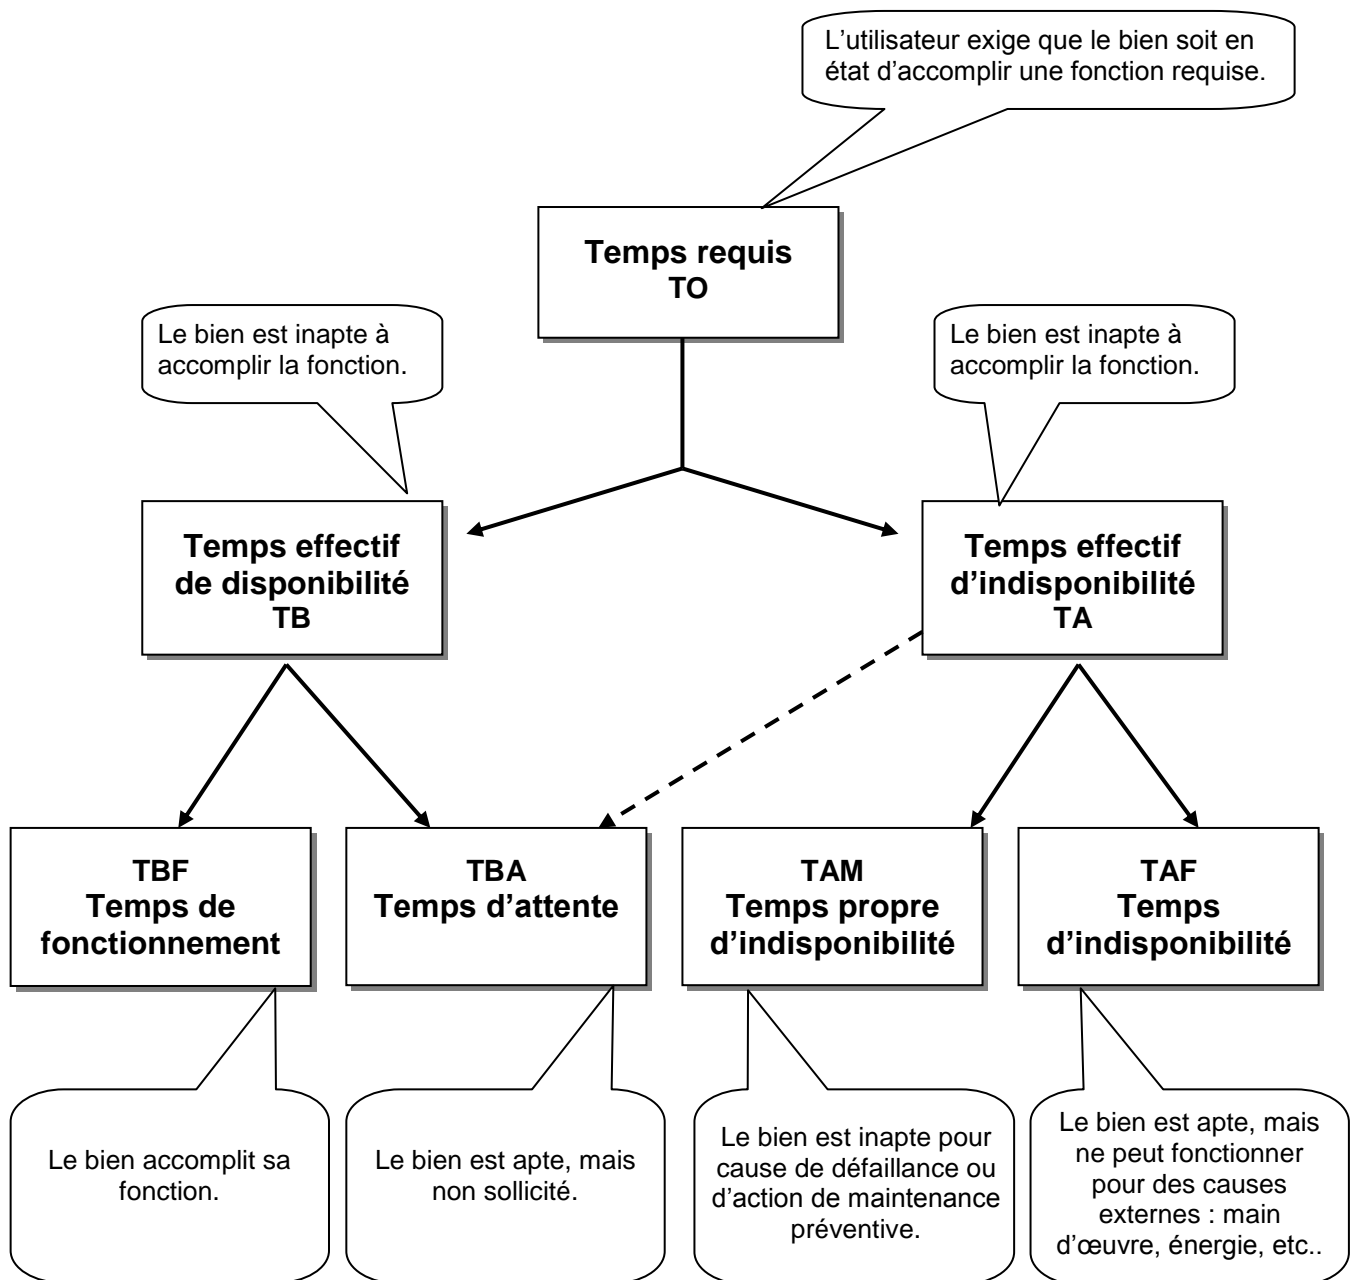 L’utilisateur exige que le bien soit en
état d’accomplir une fonction requise.
Temps requis
TO
Le bien est inapte à
accomplir la fonction.
Le bien est inapte à
accomplir la fonction.
Temps effectif
de disponibilité
TB
Temps effectif
d’indisponibilité
TA
TBF
Temps de
fonctionnement
TBA
Temps d’attente
TAM
Temps propre
d’indisponibilité
TAF
Temps
d’indisponibilité
Le bien accomplit sa
fonction.
Le bien est apte, mais
non sollicité.
Le bien est inapte pour
cause de défaillance ou
d’action de maintenance
préventive.
Le bien est apte, mais
ne peut fonctionner
pour des causes
externes : main
d’œuvre, énergie, etc..